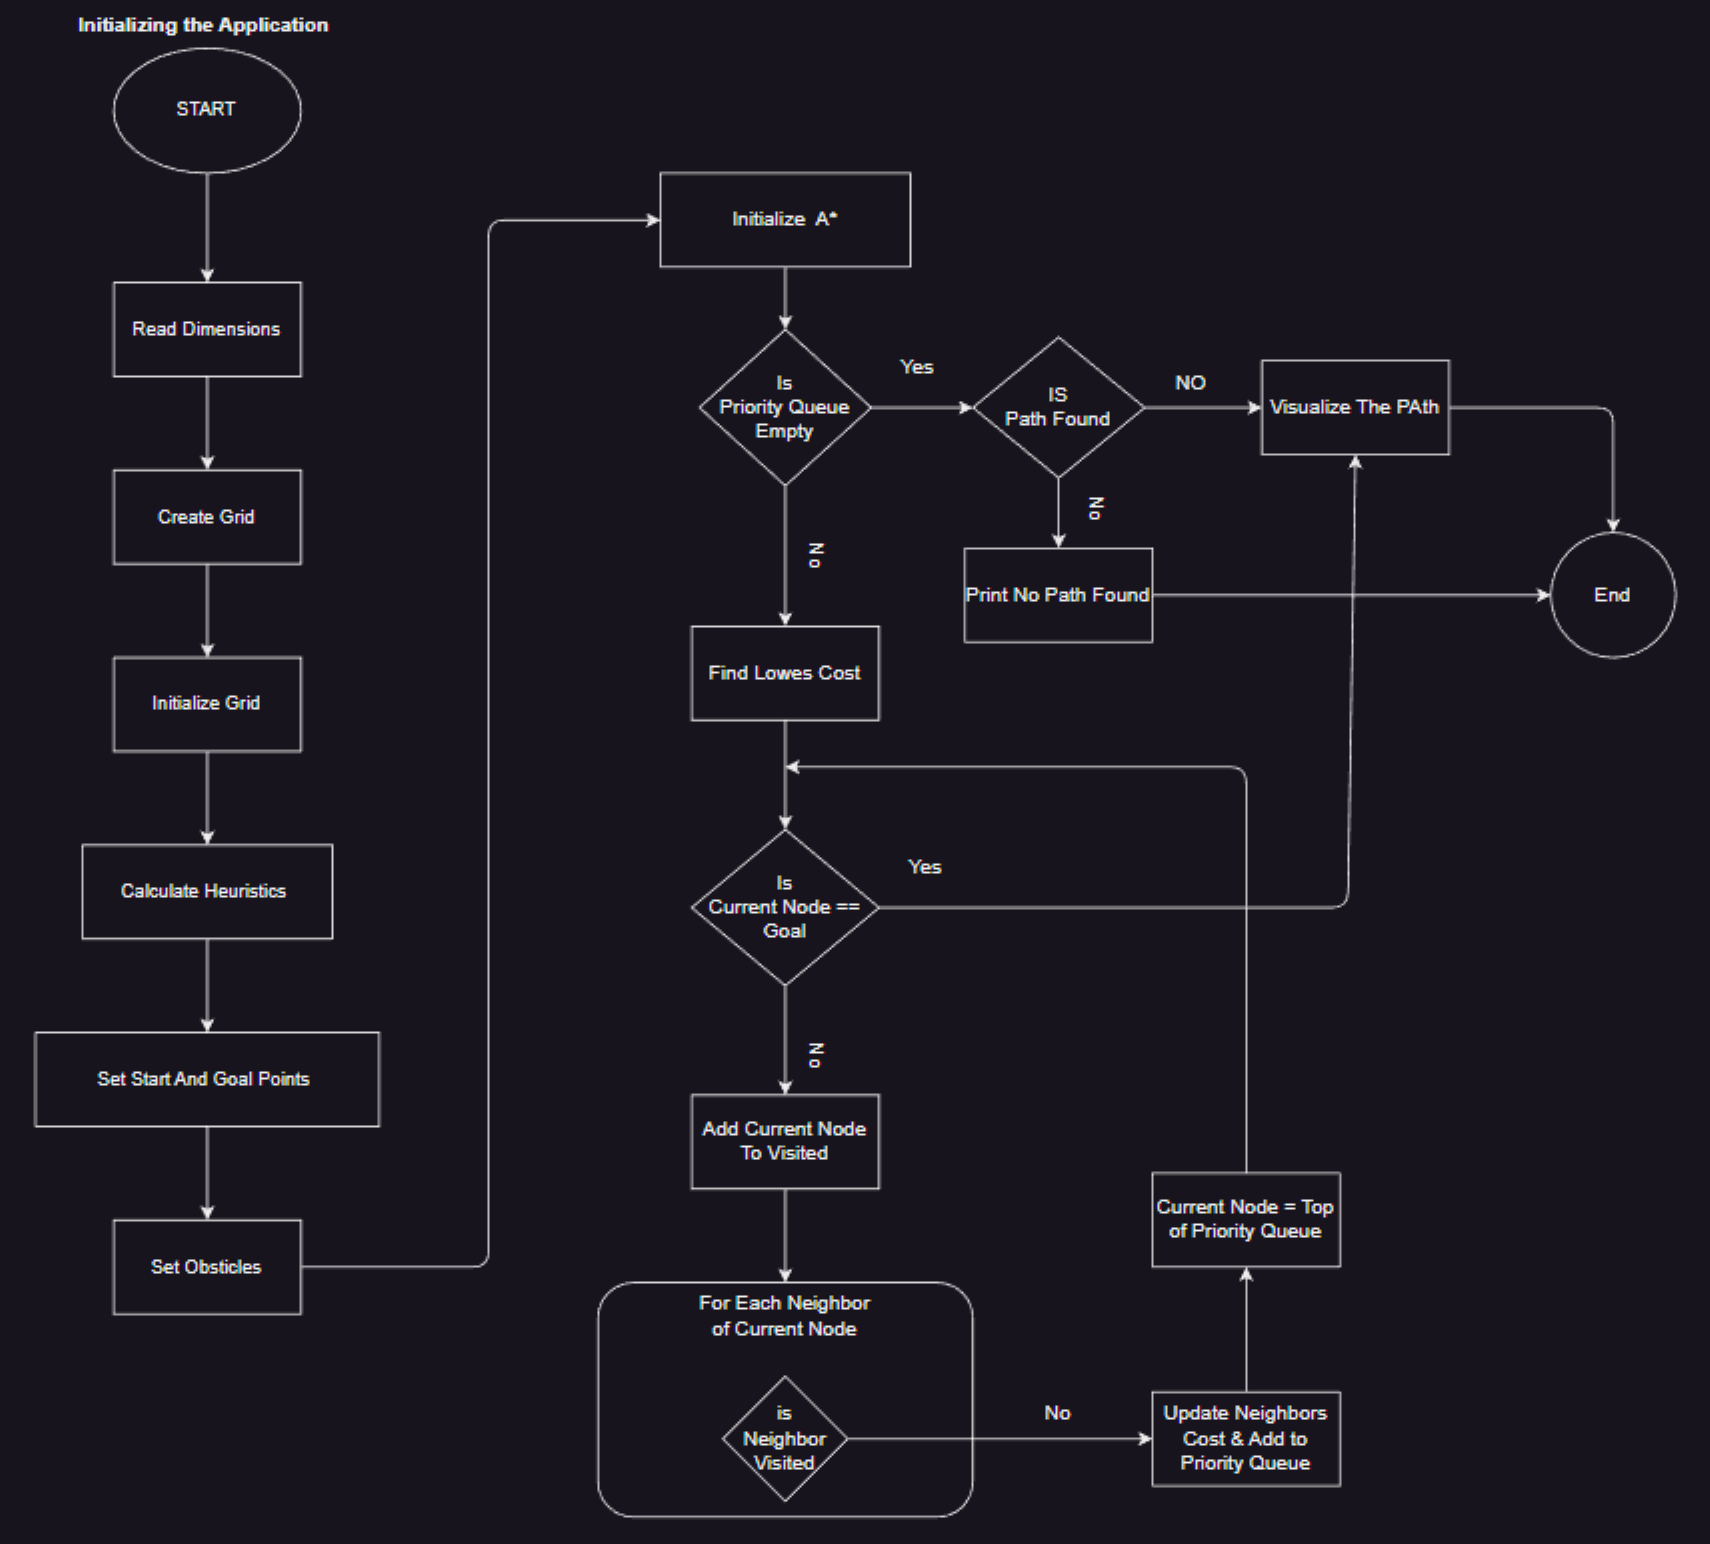 Initializing the Application
START
Read Dimensions
Create Grid
Initialize Grid
Calculate Heuristics
Set Start And Goal Points
Set Obsticles
Initialize A*
Is
Priority Queue
Empty
Yes
IS
Path Found
NO
Visualize The PAth
No
Print No Path Found
End
No
Find Lowes Cost
Is
Current Node ==
Goal
Yes
No
Add Current Node
To Visited
For Each Neighbor
of Current Node
is
Neighbor
Visited
No
Update Neighbors
Cost & Add to
Priority Queue
Current Node = Top
of Priority Queue